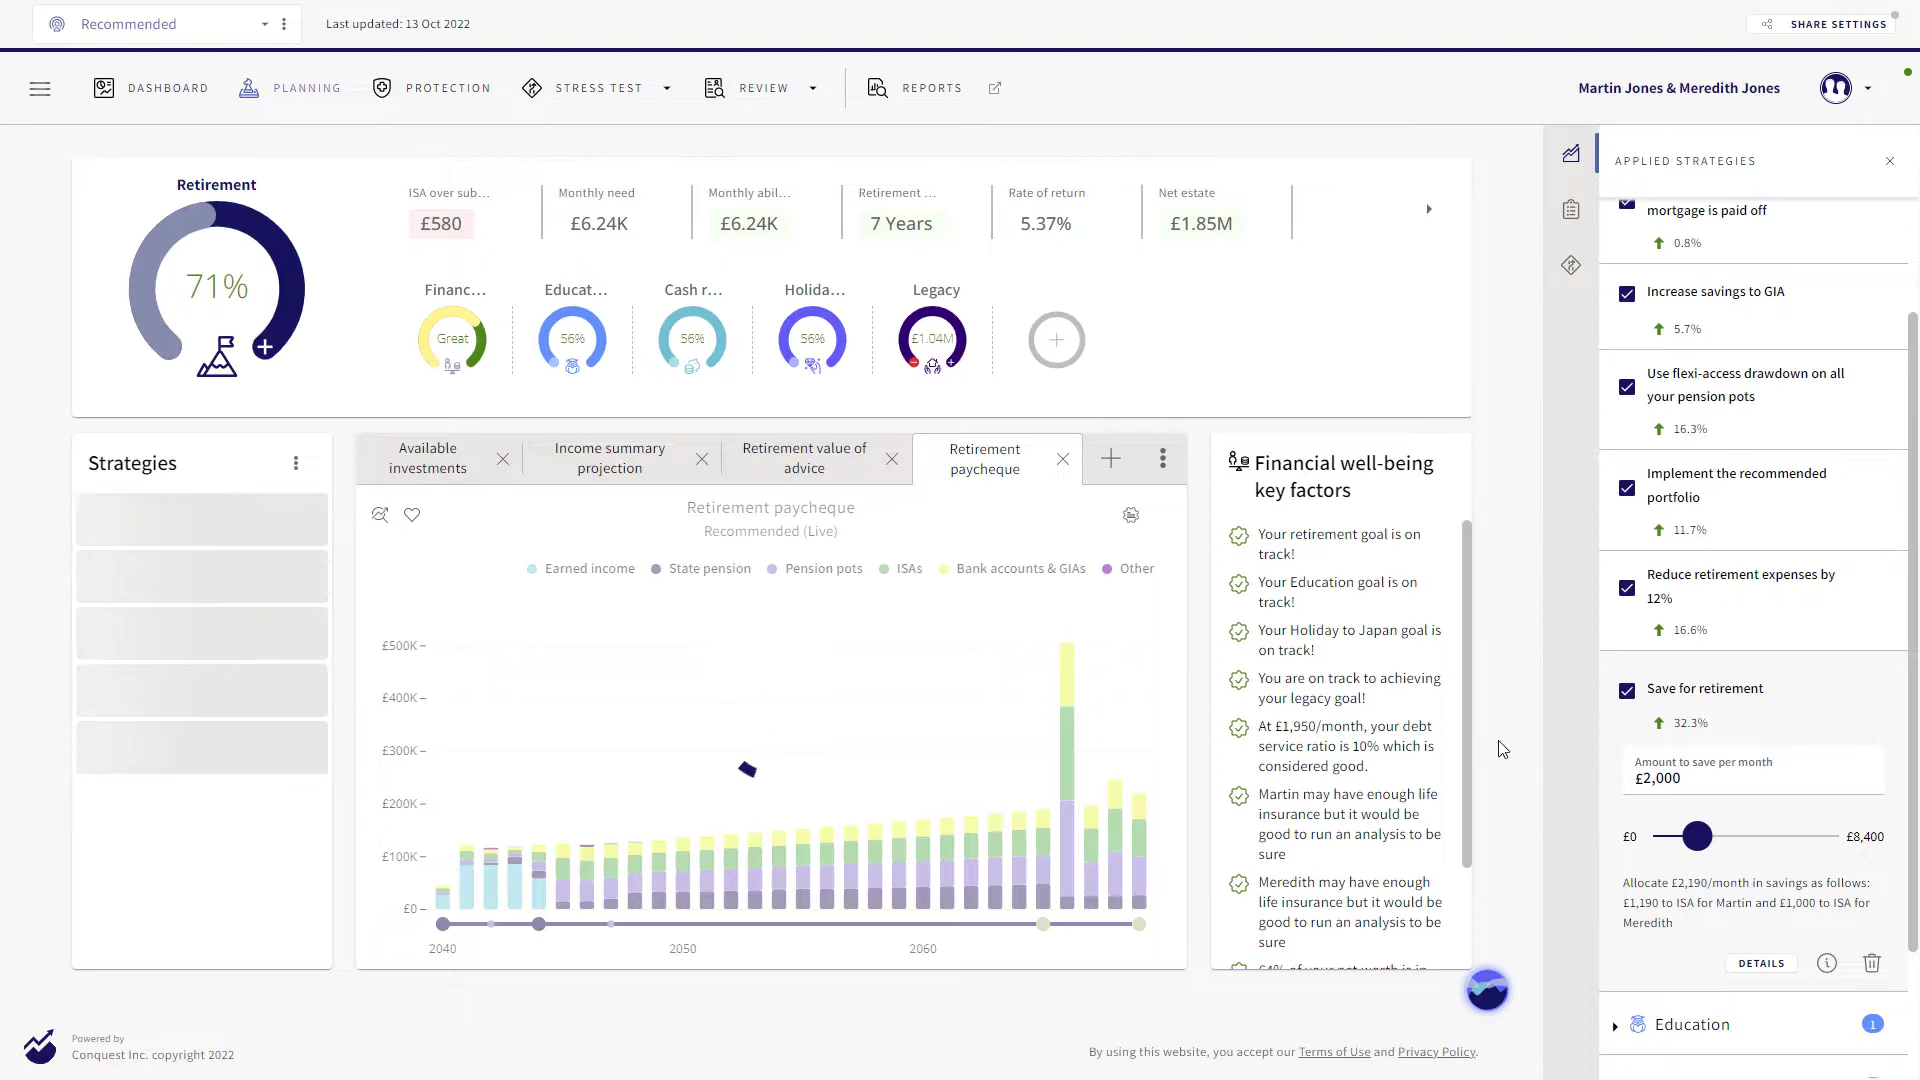 Recommended
Last updated: 13 Oct 2022
SHARE SETTINGS
DASHBOARD
PLANNING
PROTECTION
STRESS TEST
REVIEW
REPORTS
Martin Jones & Meredith Jones
Retirement
71%
ISA over sub...
£580
Monthly need
£6.24K
Monthly abil...
£6.24K
Retirement ...
7 Years
Rate of return
5.37%
Net estate
£1.85M
Financ...
Great
Educat...
56%
Cash r...
56%
Holida...
56%
Legacy
£1.04M
Strategies
Available
investments
Income summary
projection
Retirement value of
advice
Retirement
paycheque
Retirement paycheque
Recommended (Live)
Earned income
State pension
Pension pots
ISAs
Bank accounts & GIAs
Other
£500K
£400K
£300K
£200K
£100K
£0
2040
2050
2060
Financial well-being
key factors
Your retirement goal is on
track!
Your Education goal is on
track!
Your Holiday to Japan goal is
on track!
You are on track to achieving
your legacy goal!
At £1,950/month, your debt
service ratio is 10% which is
considered good.
Martin may have enough life
insurance but it would be
good to run an analysis to be
sure
Meredith may have enough
life insurance but it would be
good to run an analysis to be
sure
APPLIED STRATEGIES
mortgage is paid off
0.8%
Increase savings to GIA
5.7%
Use flexi-access drawdown on all
your pension pots
16.3%
Implement the recommended
portfolio
11.7%
Reduce retirement expenses by
12%
16.6%
Save for retirement
32.3%
Amount to save per month
£2,000
£0
£8,400
Allocate £2,190/month in savings as follows:
£1,190 to ISA for Martin and £1,000 to ISA for
Meredith
DETAILS
Education
1
Powered by
Conquest Inc. copyright 2022
By using this website, you accept our Terms of Use and Privacy Policy.